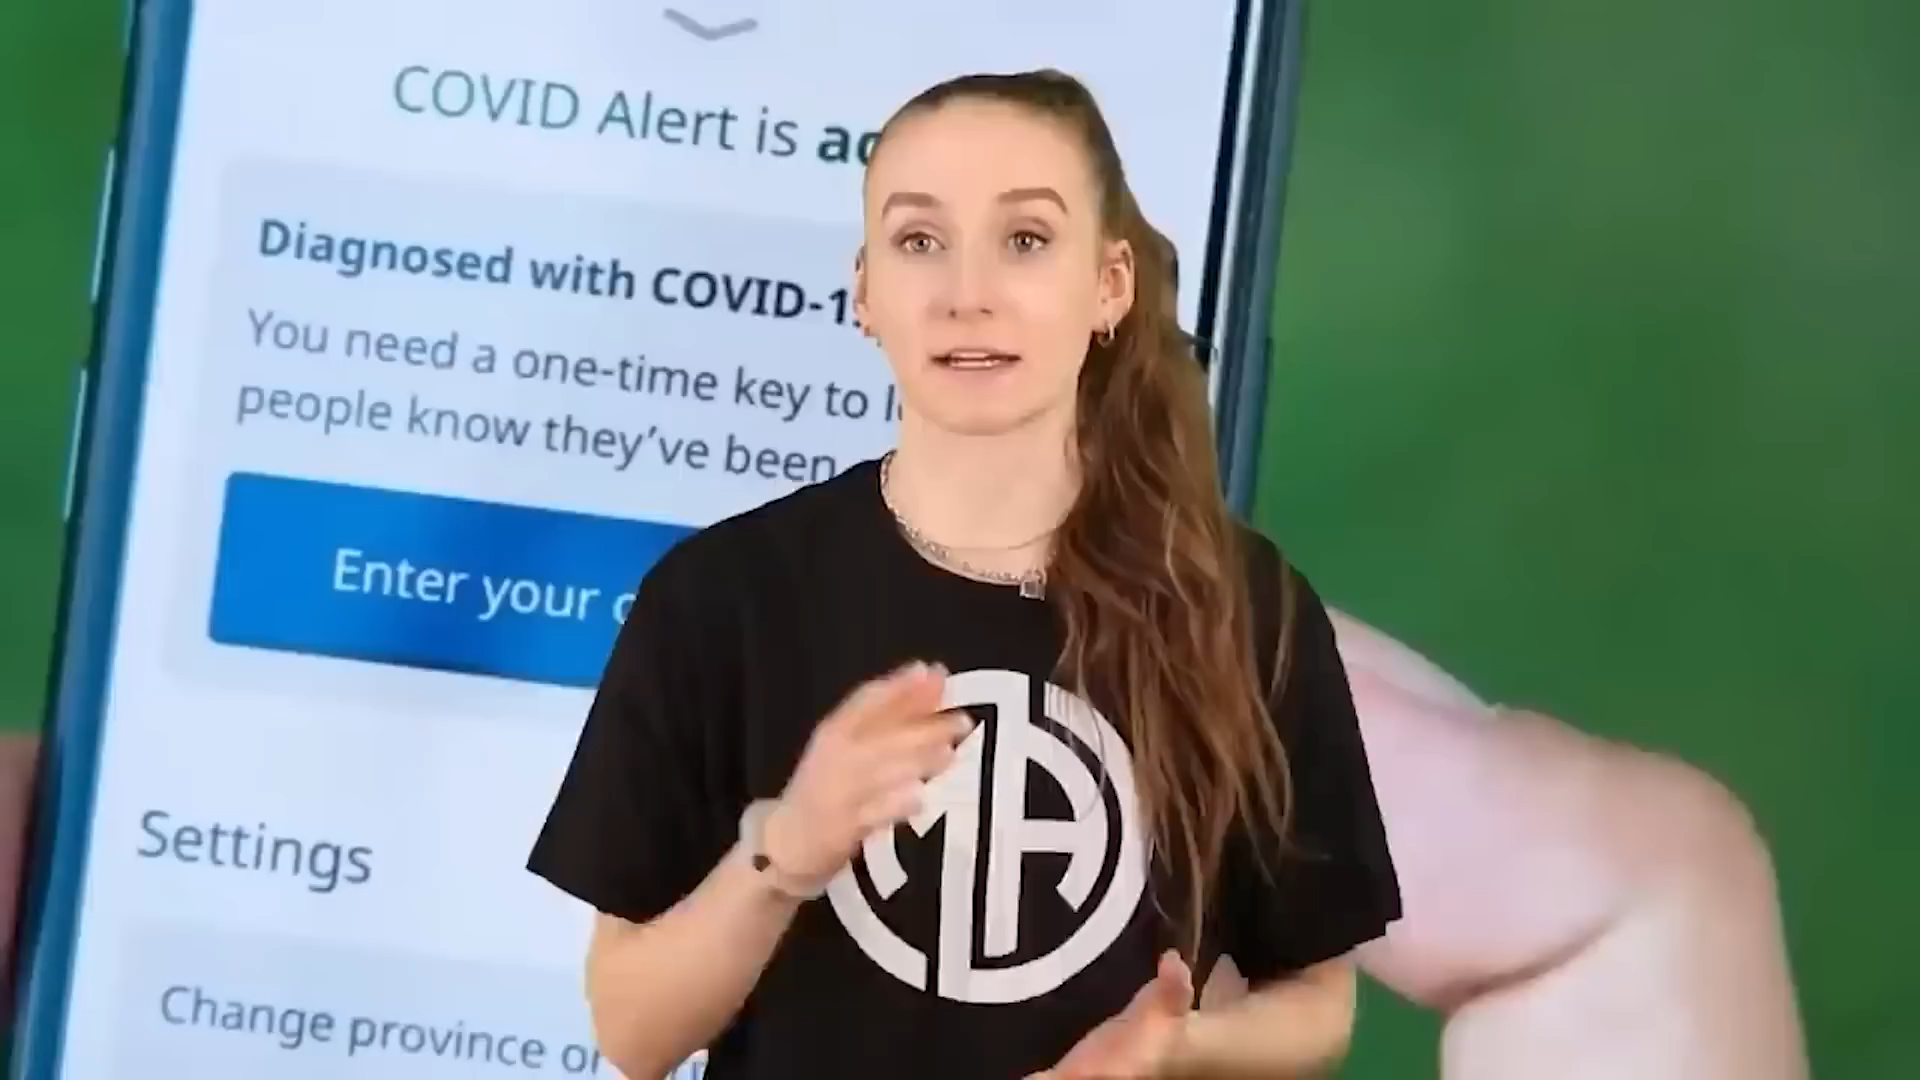 COVID Alert is
Diagnosed with COVID-1
You need a one-time key to
people know they've been
Enter your
Settings
Change province
MA